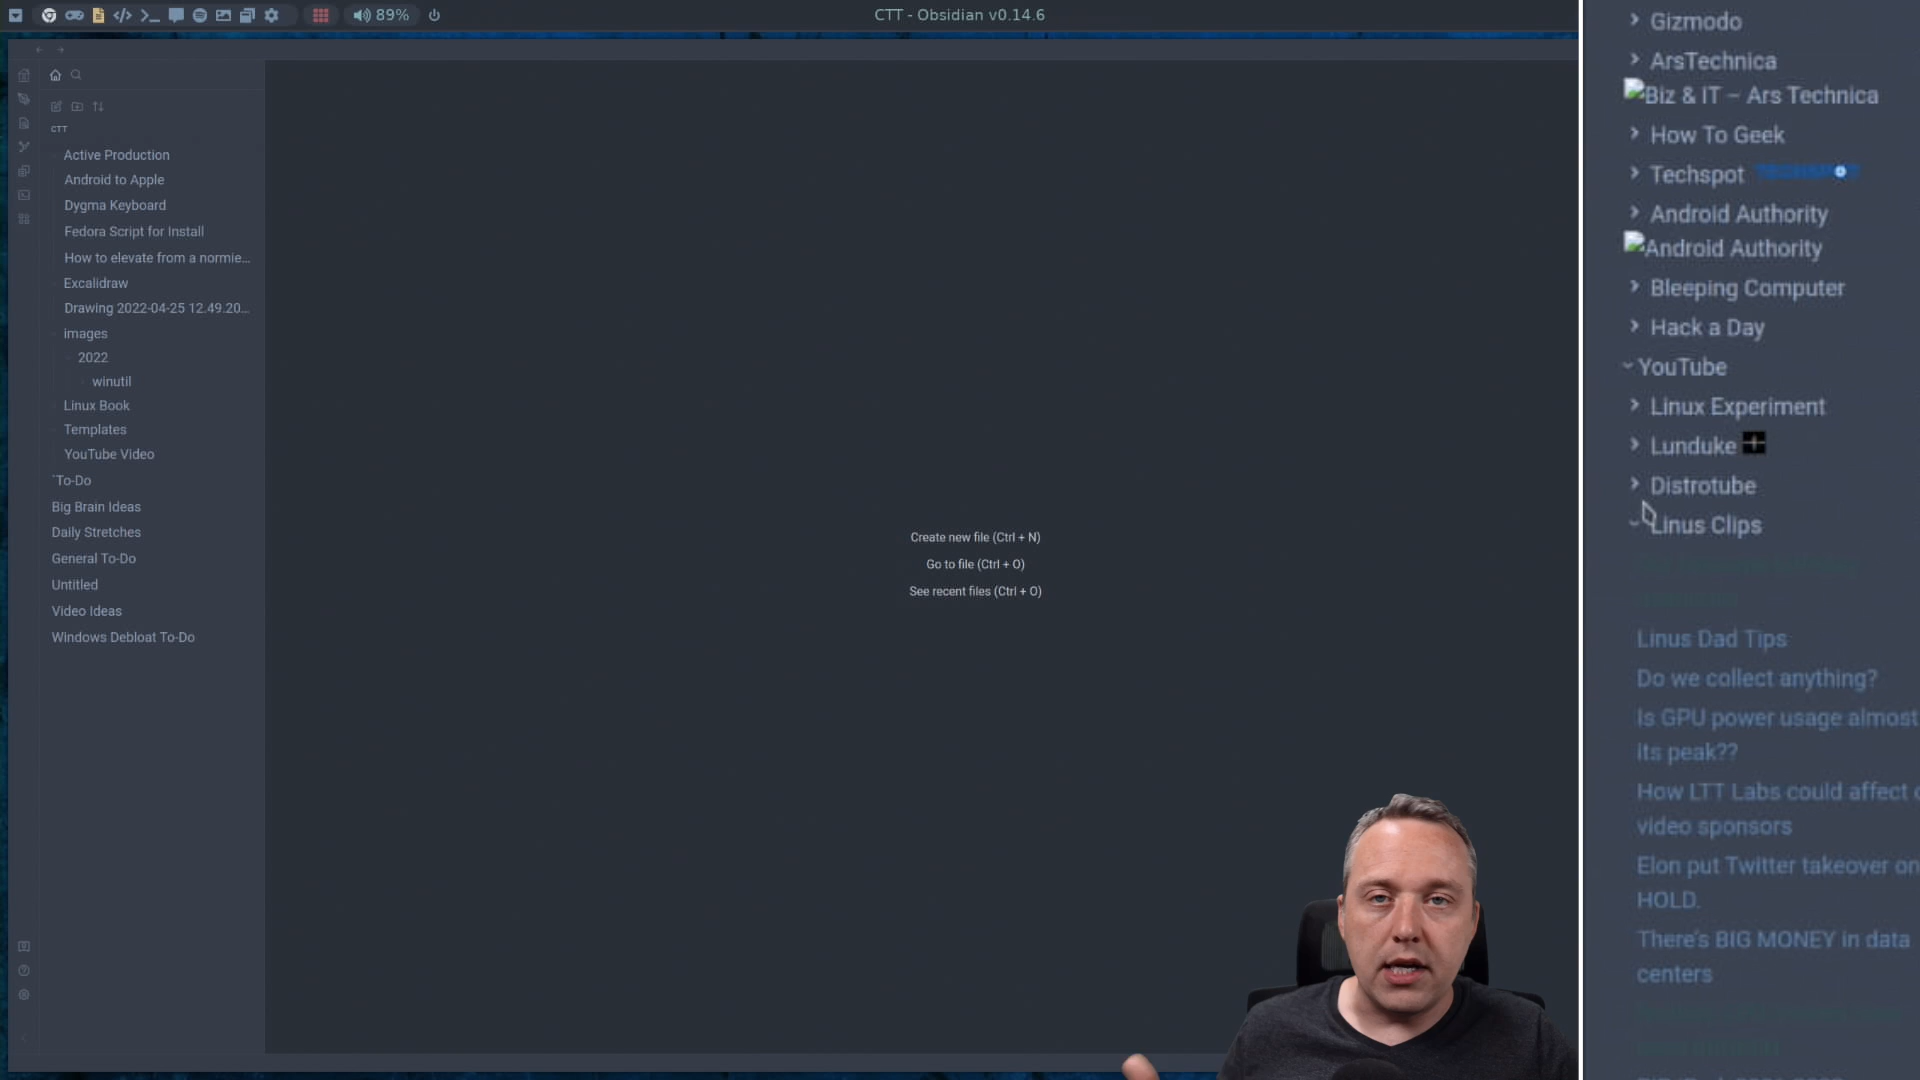 89%
CTT - Obsidian v0.14.6
CTT
Active Production
Android to Apple
Dygma Keyboard
Fedora Script for Install
How to elevate from a normie...
Excalidraw
Drawing 2022-04-25 12.49.20...
images
2022
winutil
Linux Book
Templates
YouTube Video
`To-Do
Big Brain Ideas
Daily Stretches
General To-Do
Untitled
Video Ideas
Windows Debloat To-Do
Create new file (Ctrl + N)
Go to file (Ctrl + O)
See recent files (Ctrl + O)
Gizmodo
ArsTechnica
Biz & IT – Ars Technica
How To Geek
Techspot
Android Authority
Android Authority
Bleeping Computer
Hack a Day
YouTube
Linux Experiment
Lunduke
Distrotube
Linus Clips
Linus Dad Tips
Do we collect anything?
Is GPU power usage almost
its peak??
How LTT Labs could affect
video sponsors
Elon put Twitter takeover on
HOLD.
There's BIG MONEY in data
centers